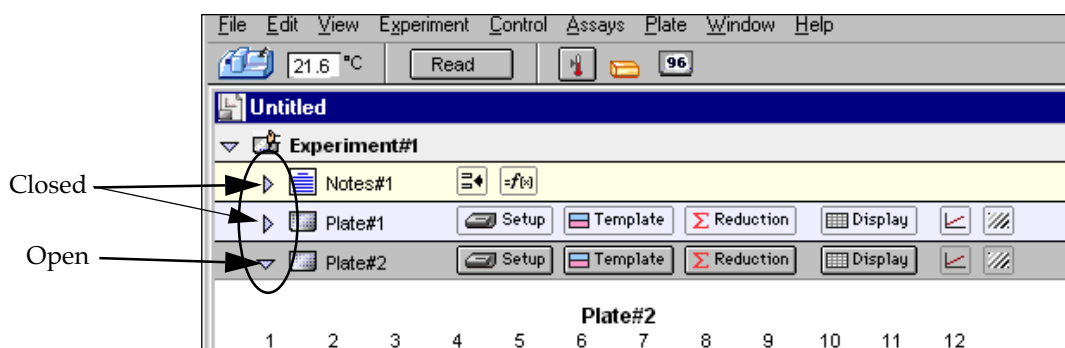 File Edit View Experiment Control Assays Plate Window Help
21.6 °C Read 96
Untitled
Experiment#1
Closed Notes#1 =f(x)
Plate#1 Setup Template Reduction Display
Open Plate#2 Setup Template Reduction Display
Plate#2
1 2 3 4 5 6 7 8 9 10 11 12